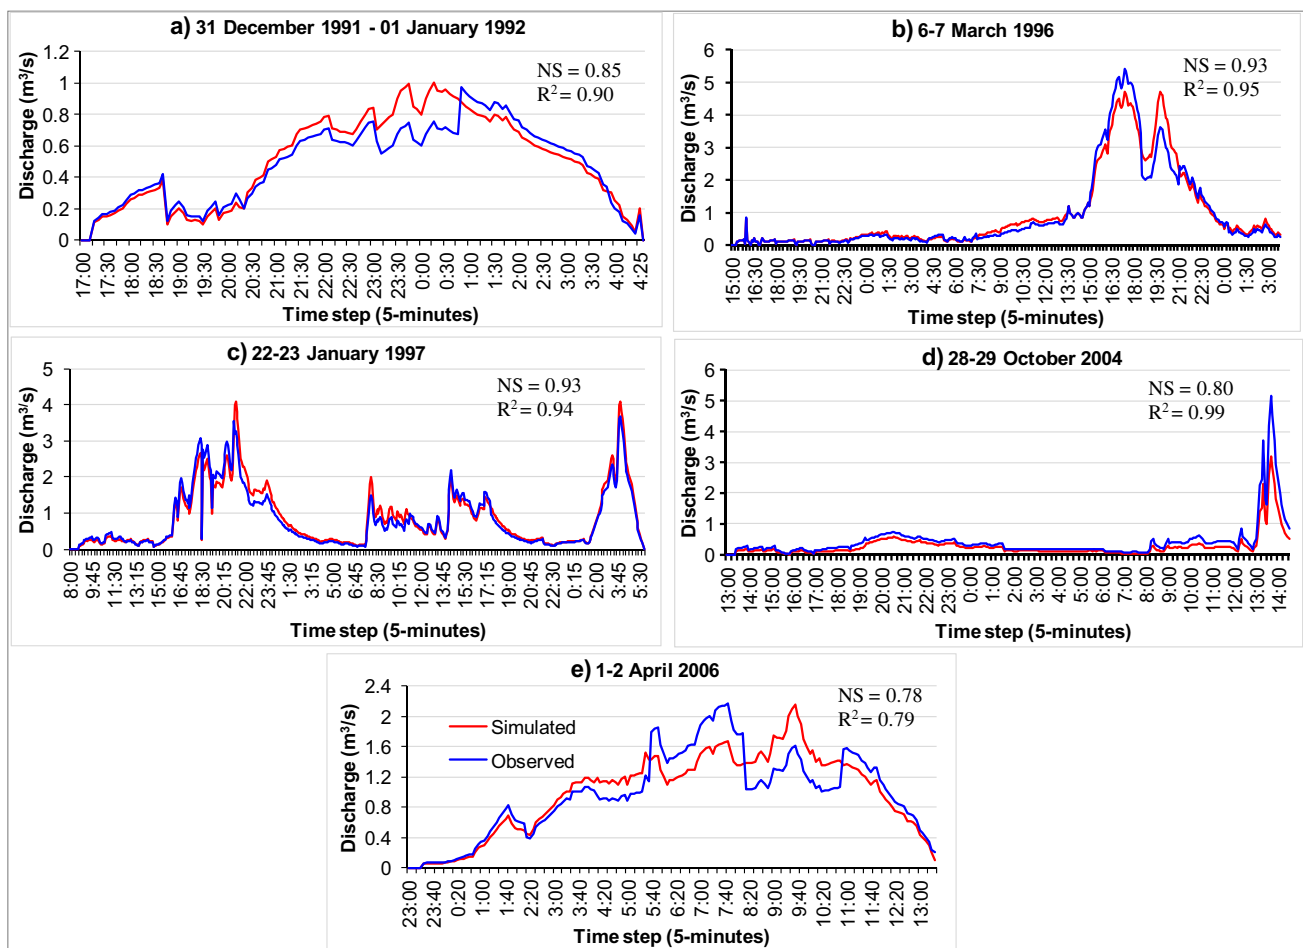 a) 31 December 1991 - 01 January 1992
Discharge (m³/s)
1.2
1
0.8
0.6
0.4
0.2
0
NS = 0.85
R² = 0.90
17:00 17:30 18:00 18:30 19:00 19:30 20:00 20:30 21:00 21:30 22:00 22:30 23:00 23:30 0:00 0:30 1:00 1:30 2:00 2:30 3:00 3:30 4:00 4:25
Time step (5-minutes)
b) 6-7 March 1996
Discharge (m³/s)
6
5
4
3
2
1
0
NS = 0.93
R² = 0.95
15:00 16:30 18:00 19:30 21:00 22:30 0:00 1:30 3:00 4:30 6:00 7:30 9:00 10:30 12:00 13:30 15:00 16:30 18:00 19:30 21:00 22:30 0:00 1:30 3:00
Time step (5-minutes)
c) 22-23 January 1997
Discharge (m³/s)
5
4
3
2
1
0
NS = 0.93
R² = 0.94
8:00 9:45 11:30 13:15 15:00 16:45 18:30 20:15 22:00 23:45 1:30 3:15 5:00 6:45 8:30 10:15 12:00 13:45 15:30 17:15 19:00 20:45 22:30 0:15 2:00 3:45 5:30
Time step (5-minutes)
d) 28-29 October 2004
Discharge (m³/s)
6
5
4
3
2
1
0
NS = 0.80
R² = 0.99
13:00 14:00 15:00 16:00 17:00 18:00 19:00 20:00 21:00 22:00 23:00 0:00 1:00 2:00 3:00 4:00 5:00 6:00 7:00 8:00 9:00 10:00 11:00 12:00 13:00 14:00
Time step (5-minutes)
e) 1-2 April 2006
Discharge (m³/s)
2.4
2
1.6
1.2
0.8
0.4
0
Simulated
Observed
NS = 0.78
R² = 0.79
23:00 23:40 0:20 1:00 1:40 2:20 3:00 3:40 4:20 5:00 5:40 6:20 7:00 7:40 8:20 9:00 9:40 10:20 11:00 11:40 12:20 13:00
Time step (5-minutes)